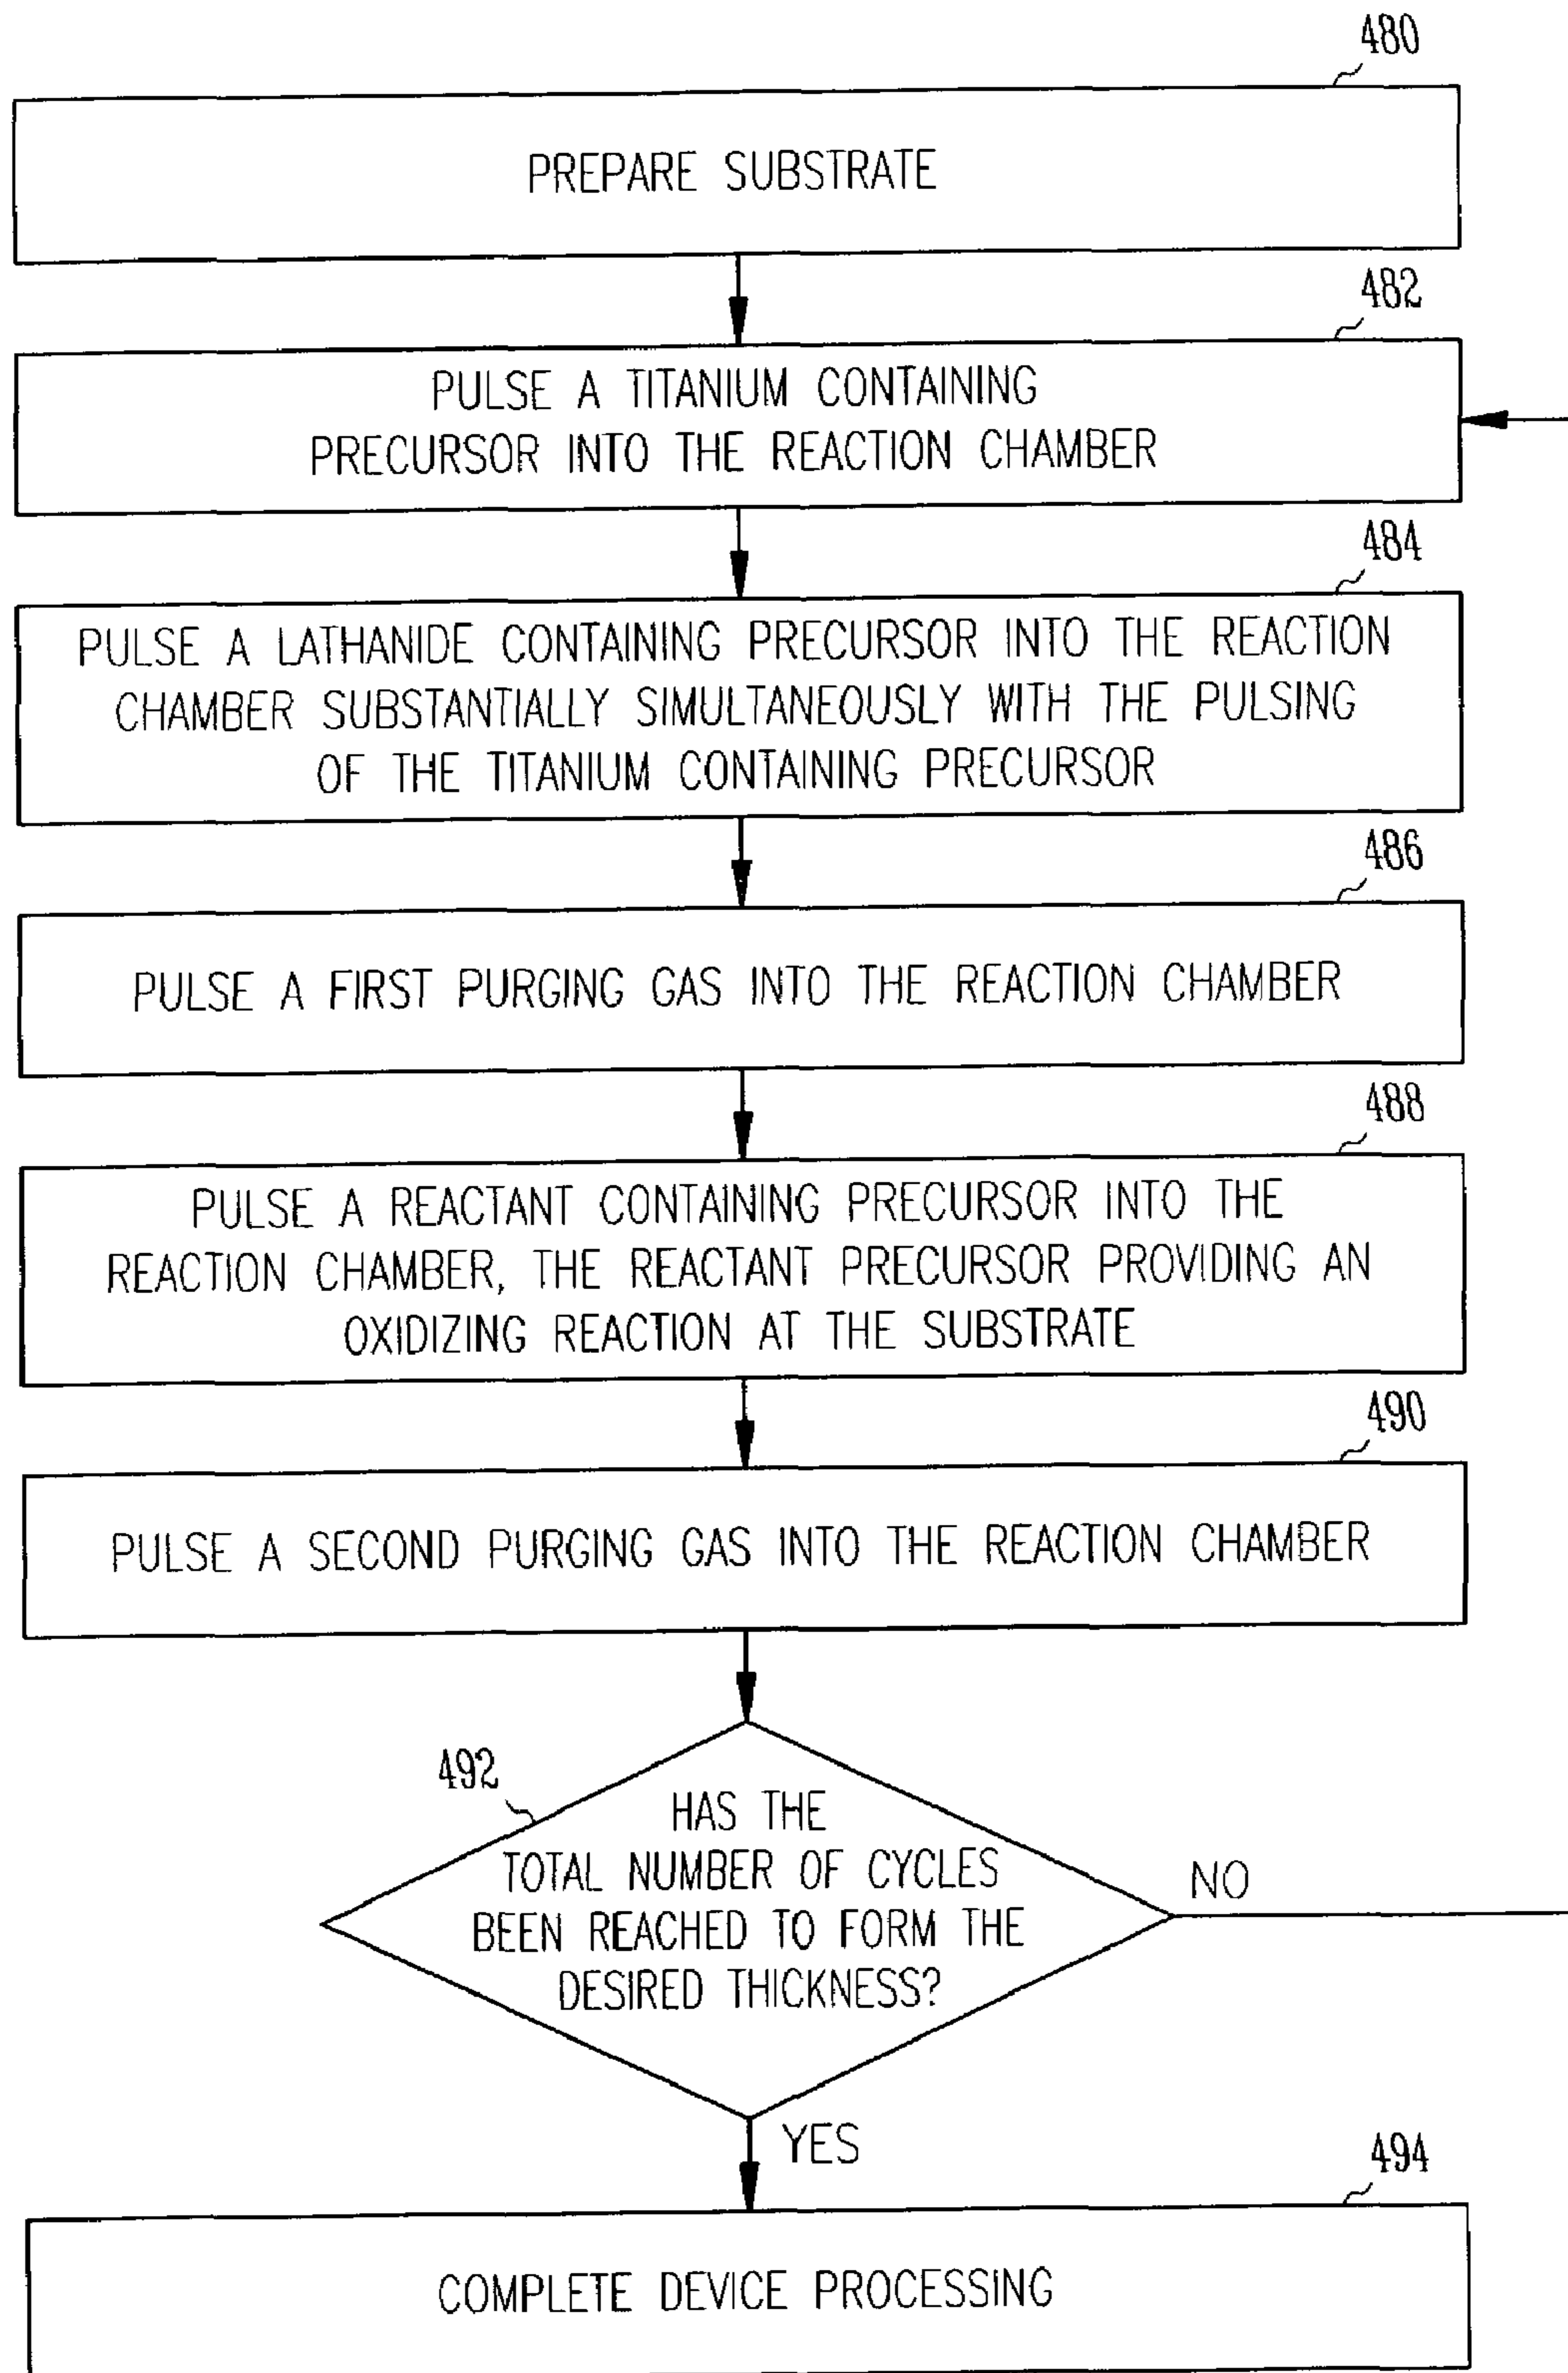 480
PREPARE SUBSTRATE
482
PULSE A TITANIUM CONTAINING
PRECURSOR INTO THE REACTION CHAMBER
484
PULSE A LATHANIDE CONTAINING PRECURSOR INTO THE REACTION
CHAMBER SUBSTANTIALLY SIMULTANEOUSLY WITH THE PULSING
OF THE TITANIUM CONTAINING PRECURSOR
486
PULSE A FIRST PURGING GAS INTO THE REACTION CHAMBER
488
PULSE A REACTANT CONTAINING PRECURSOR INTO THE
REACTION CHAMBER, THE REACTANT PRECURSOR PROVIDING AN
OXIDIZING REACTION AT THE SUBSTRATE
490
PULSE A SECOND PURGING GAS INTO THE REACTION CHAMBER
492
HAS THE
TOTAL NUMBER OF CYCLES
BEEN REACHED TO FORM THE
DESIRED THICKNESS?
NO
YES
494
COMPLETE DEVICE PROCESSING